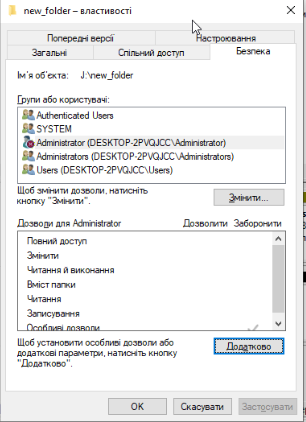 new_folder – властивості
Попередні версії
Настроювання
Загальні
Спільний доступ
Безпека
Ім'я об'єкта: J:\new_folder
Групи або користувачі:
Authenticated Users
SYSTEM
Administrator (DESKTOP-2PVQJCC\Administrator)
Administrators (DESKTOP-2PVQJCC\Administrators)
Users (DESKTOP-2PVQJCC\Users)
Щоб змінити дозволи, натисніть
кнопку "Змінити".
Змінити...
Дозволи для Administrator
Дозволити
Заборонити
Повний доступ
Змінити
Читання й виконання
Вміст папки
Читання
Записування
Особливі дозволи
Щоб установити особливі дозволи або
додаткові параметри, натисніть кнопку
"Додатково".
Додатково
OK
Скасувати
Застосувати